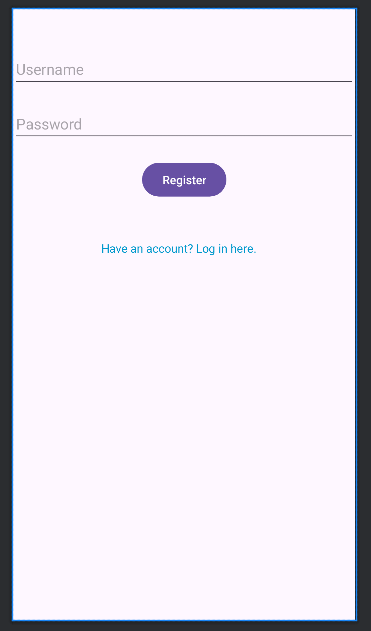 Username
Password
Register
Have an account? Log in here.